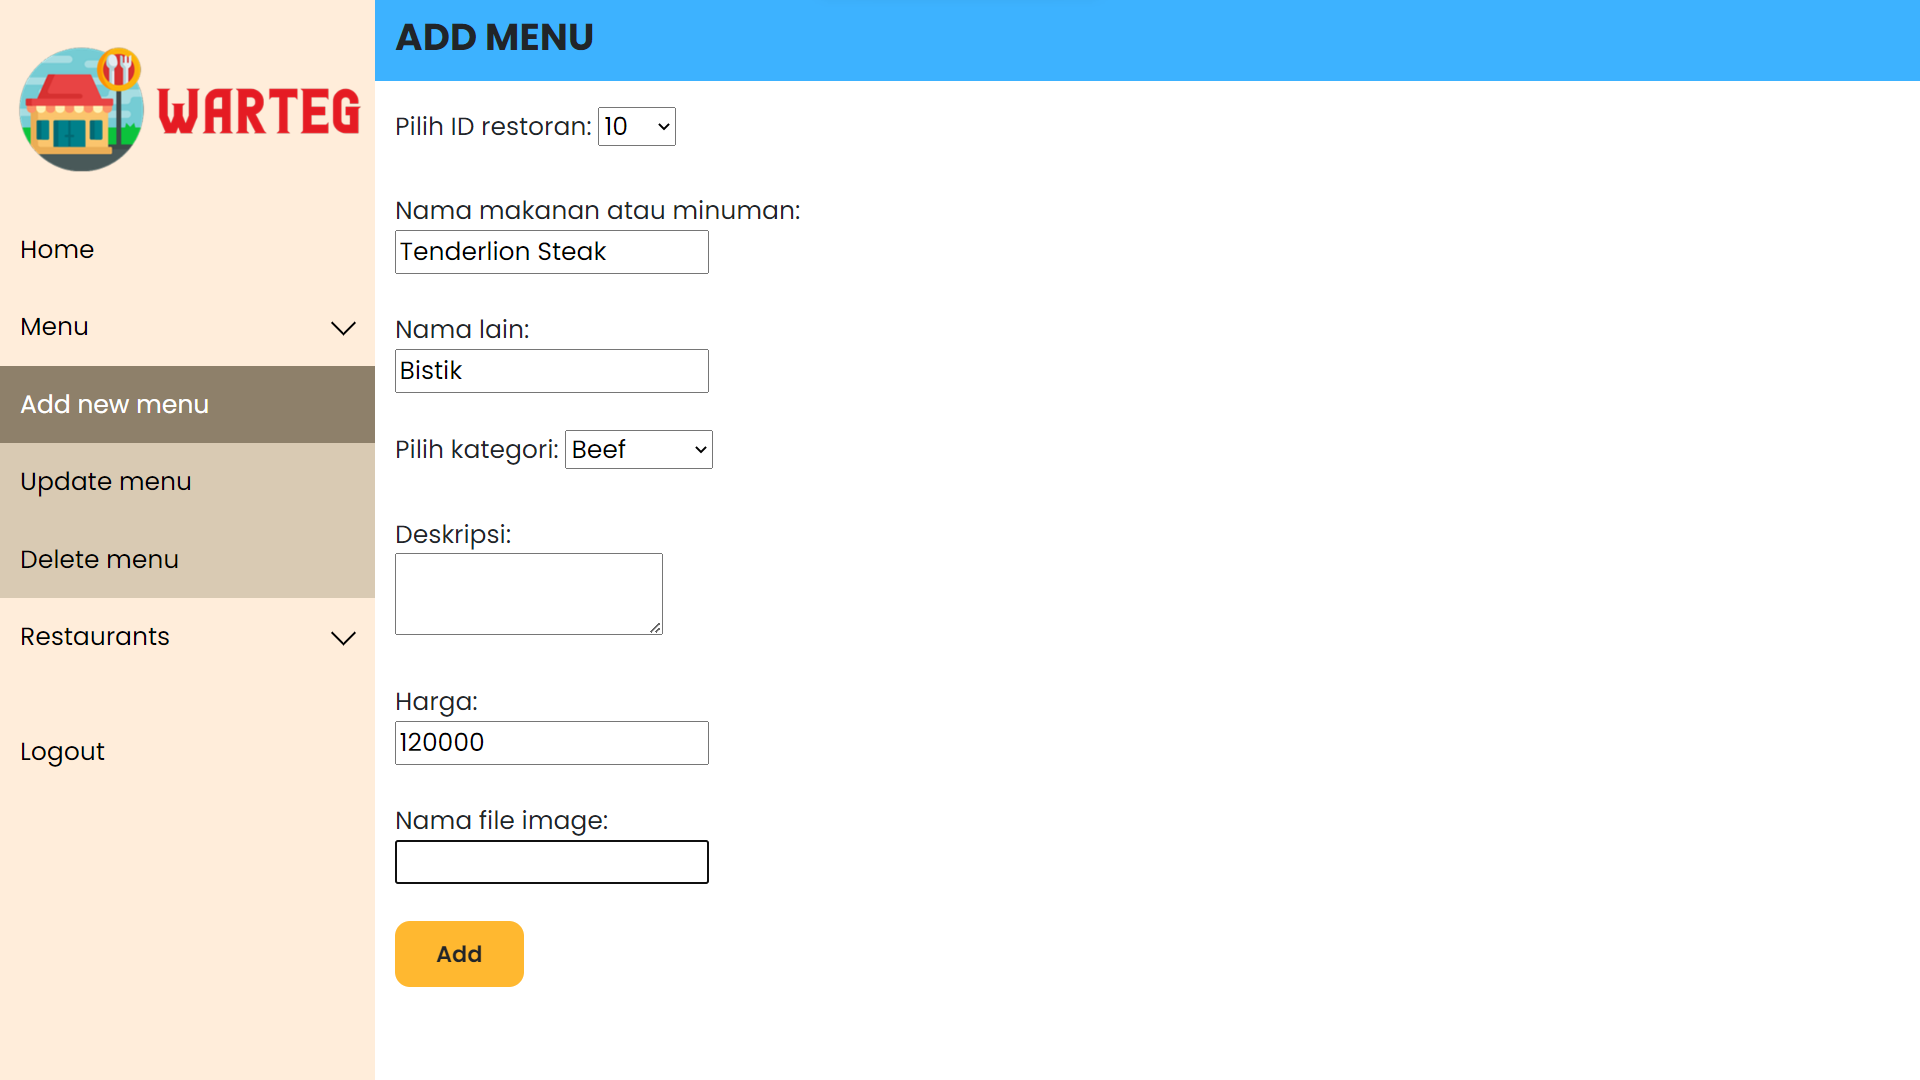 WARTEG
Home
Menu
Add new menu
Update menu
Delete menu
Restaurants
Logout
ADD MENU
Pilih ID restoran: 10
Nama makanan atau minuman:
Tenderlion Steak
Nama lain:
Bistik
Pilih kategori: Beef
Deskripsi:
Harga:
120000
Nama file image:
Add